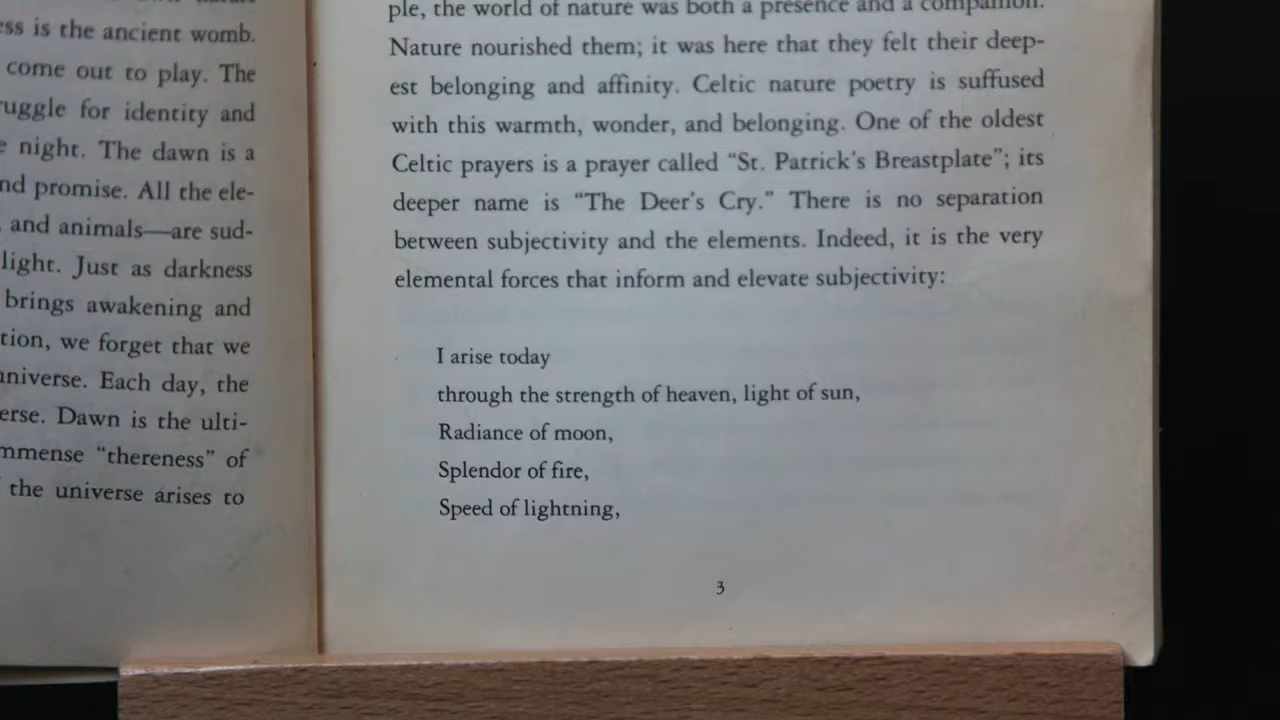 ss is the ancient womb.
come out to play. The
uggle for identity and
e night. The dawn is a
nd promise. All the ele-
, and animals—are sud-
light. Just as darkness
brings awakening and
tion, we forget that we
universe. Each day, the
erse. Dawn is the ulti-
mmense “thereness” of
the universe arises to
ple, the world of nature was both a presence and a companion.
Nature nourished them; it was here that they felt their deep-
est belonging and affinity. Celtic nature poetry is suffused
with this warmth, wonder, and belonging. One of the oldest
Celtic prayers is a prayer called “St. Patrick’s Breastplate”; its
deeper name is “The Deer’s Cry.” There is no separation
between subjectivity and the elements. Indeed, it is the very
elemental forces that inform and elevate subjectivity:
I arise today
through the strength of heaven, light of sun,
Radiance of moon,
Splendor of fire,
Speed of lightning,
3